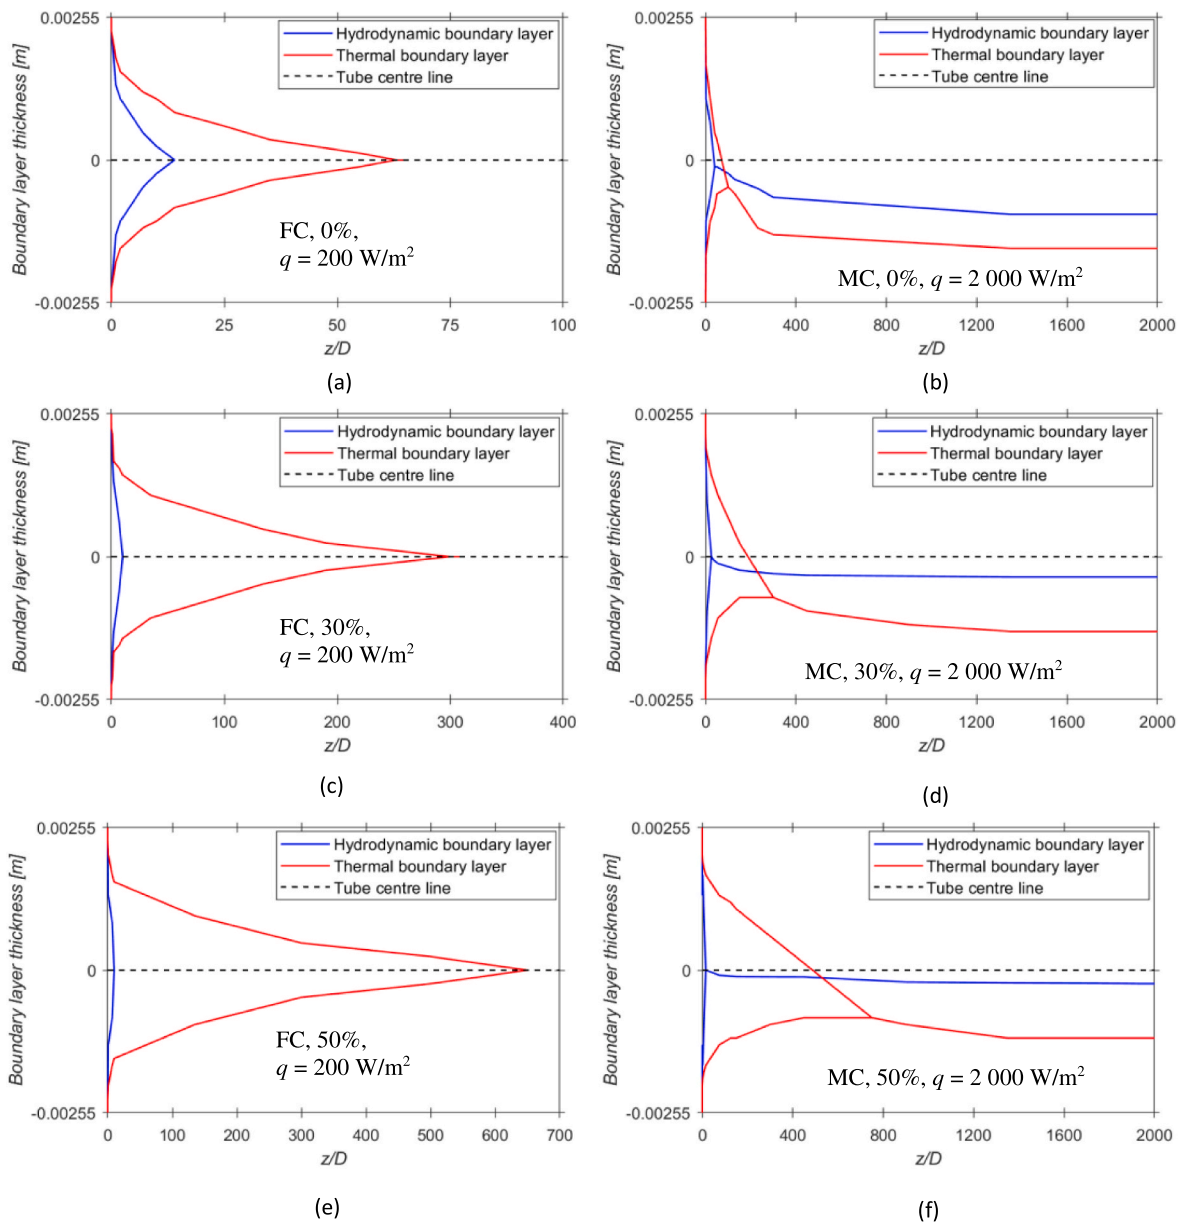 0.00255
0
-0.00255
Boundary layer thickness [m]
Hydrodynamic boundary layer
Thermal boundary layer
Tube centre line
FC, 0%,
q = 200 W/m²
0 25 50 75 100
z/D
(a)
0.00255
0
-0.00255
Boundary layer thickness [m]
Hydrodynamic boundary layer
Thermal boundary layer
Tube centre line
MC, 0%, q = 2 000 W/m²
0 400 800 1200 1600 2000
z/D
(b)
0.00255
0
-0.00255
Boundary layer thickness [m]
Hydrodynamic boundary layer
Thermal boundary layer
Tube centre line
FC, 30%,
q = 200 W/m²
0 100 200 300 400
z/D
(c)
0.00255
0
-0.00255
Boundary layer thickness [m]
Hydrodynamic boundary layer
Thermal boundary layer
Tube centre line
MC, 30%, q = 2 000 W/m²
0 400 800 1200 1600 2000
z/D
(d)
0.00255
0
-0.00255
Boundary layer thickness [m]
Hydrodynamic boundary layer
Thermal boundary layer
Tube centre line
FC, 50%,
q = 200 W/m²
0 100 200 300 400 500 600 700
z/D
(e)
0.00255
0
-0.00255
Boundary layer thickness [m]
Hydrodynamic boundary layer
Thermal boundary layer
Tube centre line
MC, 50%, q = 2 000 W/m²
0 400 800 1200 1600 2000
z/D
(f)